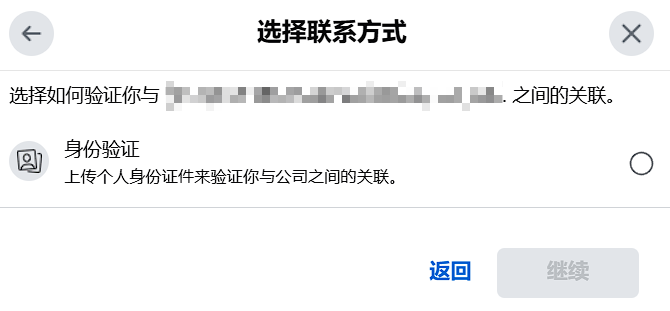 选择联系方式
选择如何验证你与 之间的关联。
身份验证
上传个人身份证件来验证你与公司之间的关联。
返回 继续